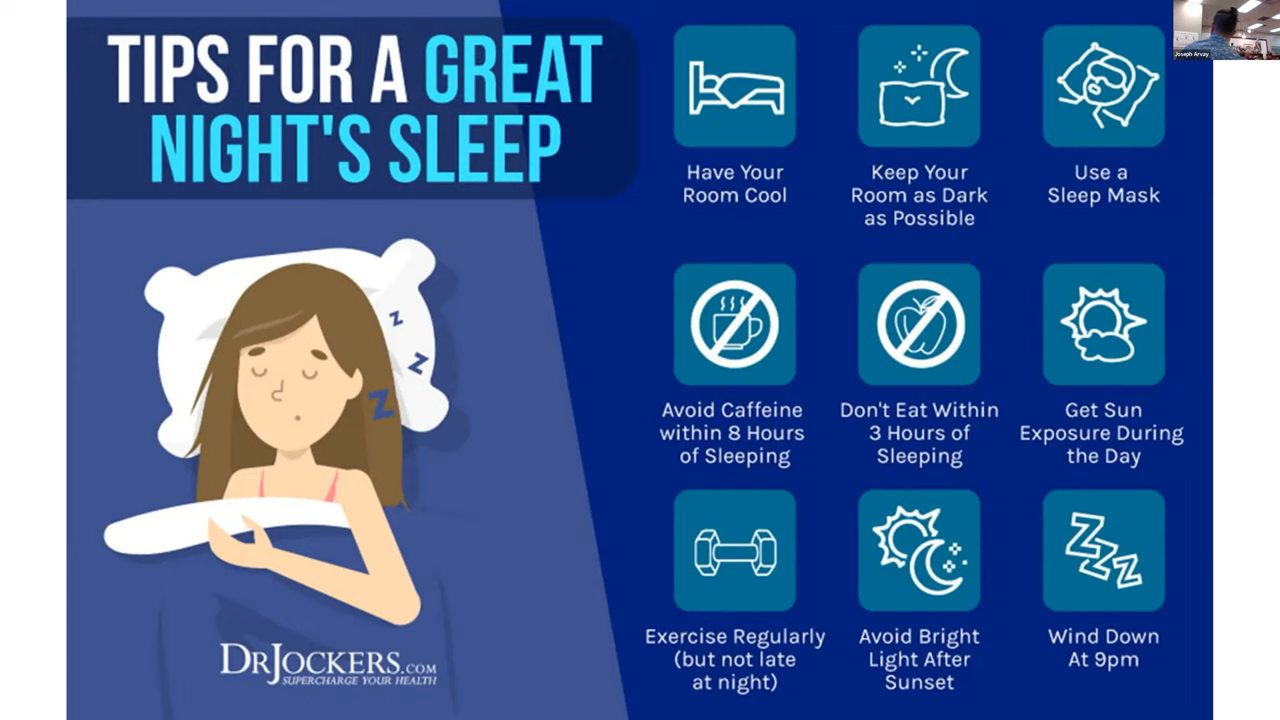 TIPS FOR A GREAT
NIGHT'S SLEEP
Have Your
Room Cool
Keep Your
Room as Dark
as Possible
Use a
Sleep Mask
Avoid Caffeine
within 8 Hours
of Sleeping
Don't Eat Within
3 Hours of
Sleeping
Get Sun
Exposure During
the Day
Exercise Regularly
(but not late
at night)
Avoid Bright
Light After
Sunset
Wind Down
At 9pm
z
z
z
DRJOCKERS.COM
SUPERCHARGE YOUR HEALTH
Joseph Arvay